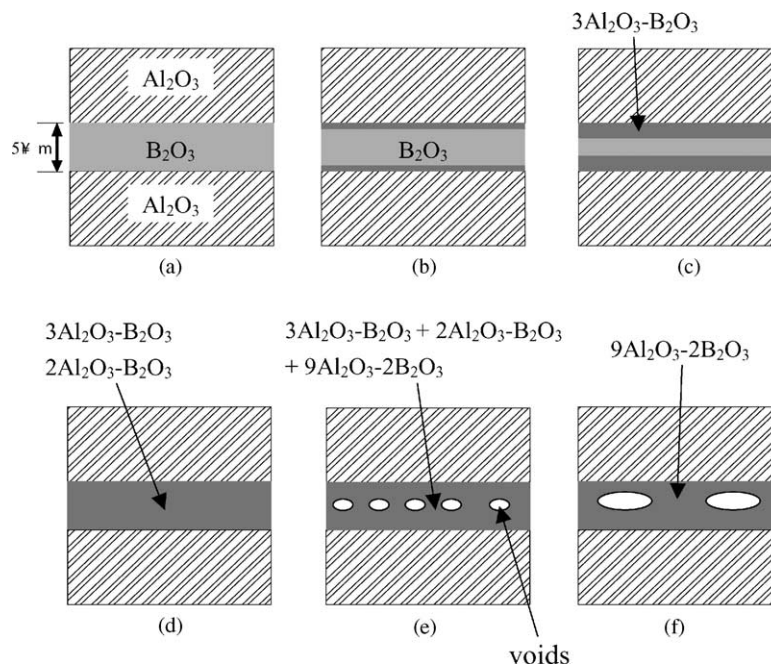 3Al₂O₃-B₂O₃
Al₂O₃
5¥ m
B₂O₃
B₂O₃
Al₂O₃
(a)
(b)
(c)
3Al₂O₃-B₂O₃
2Al₂O₃-B₂O₃
3Al₂O₃-B₂O₃ + 2Al₂O₃-B₂O₃
+ 9Al₂O₃-2B₂O₃
9Al₂O₃-2B₂O₃
(d)
(e)
(f)
voids